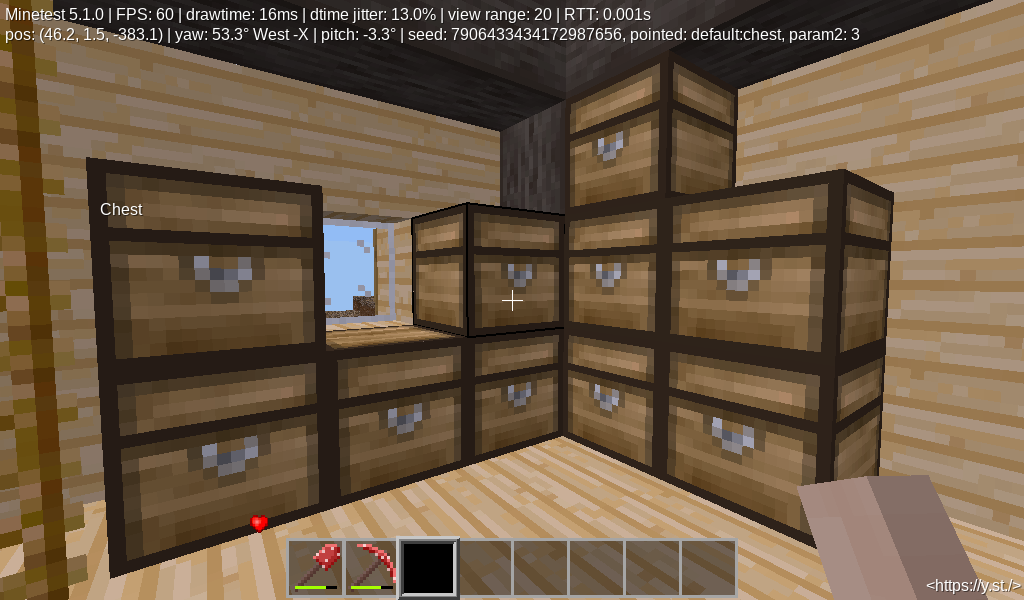 Minetest 5.1.0 | FPS: 60 | drawtime: 16ms | dtime jitter: 13.0% | view range: 20 | RTT: 0.001s
pos: (46.2, 1.5, -383.1) | yaw: 53.3° West -X | pitch: -3.3° | seed: 7906433434172987656, pointed: default:chest, param2: 3
Chest
<https://y.st./>